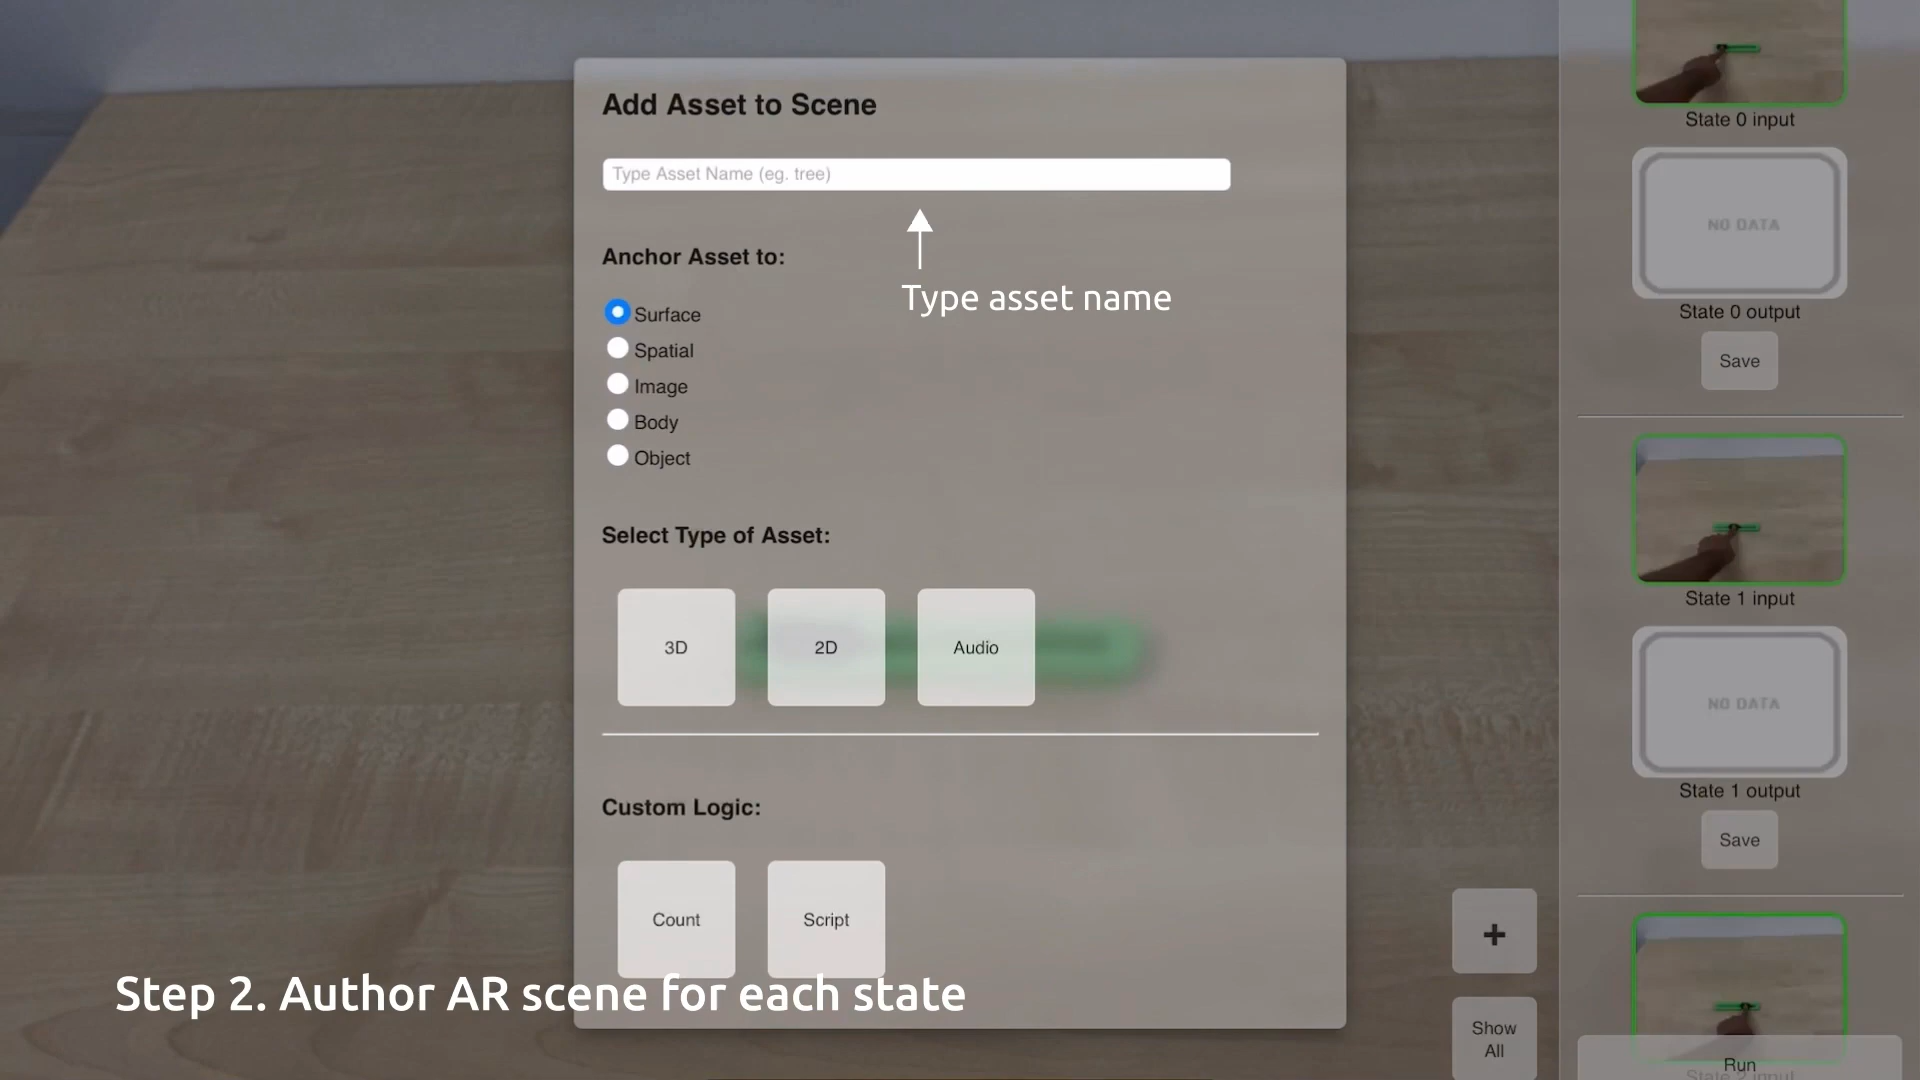 Add Asset to Scene
Type Asset Name (eg. tree)
Type asset name
Anchor Asset to:
Surface
Spatial
Image
Body
Object
Select Type of Asset:
3D
2D
Audio
Custom Logic:
Count
Script
Step 2. Author AR scene for each state
+
Show
All
State 0 input
NO DATA
State 0 output
Save
State 1 input
NO DATA
State 1 output
Save
Run
State 2 input